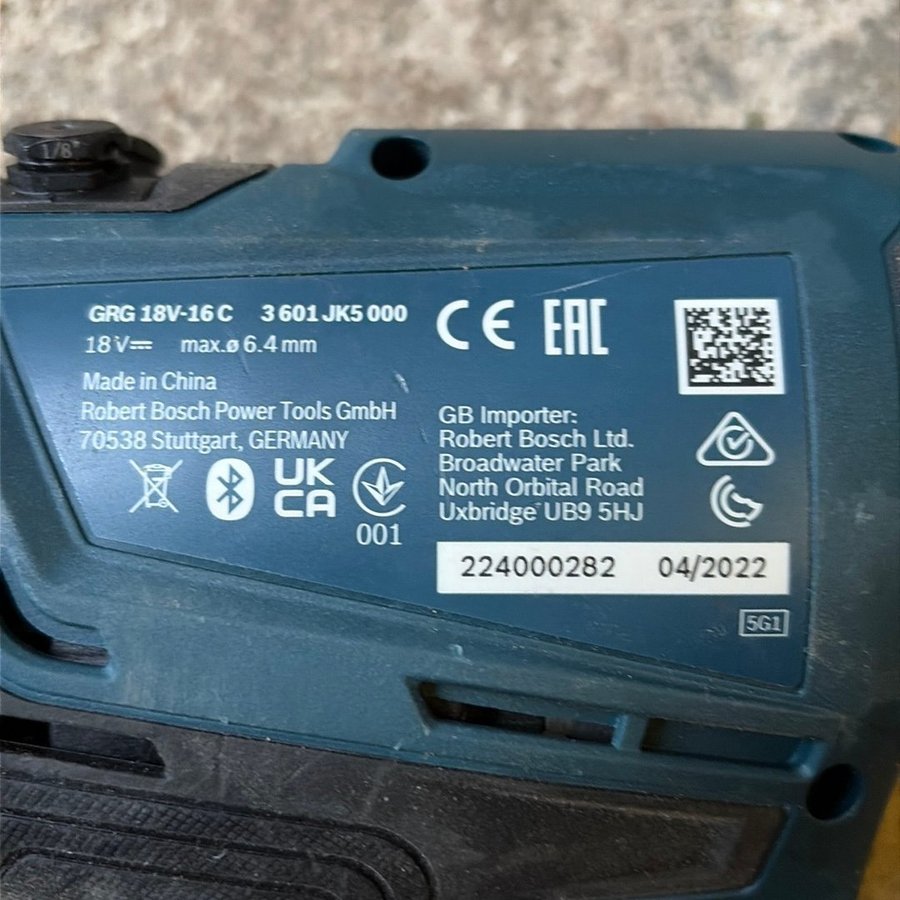 1/8"
GRG 18V-16 C 3 601 JK5 000
18 V⎓ max.ø 6.4 mm
Made in China
Robert Bosch Power Tools GmbH
70538 Stuttgart, GERMANY
CE EAC
GB Importer:
Robert Bosch Ltd.
Broadwater Park
North Orbital Road
Uxbridge UB9 5HJ
UK
CA
001
224000282 04/2022
5G1